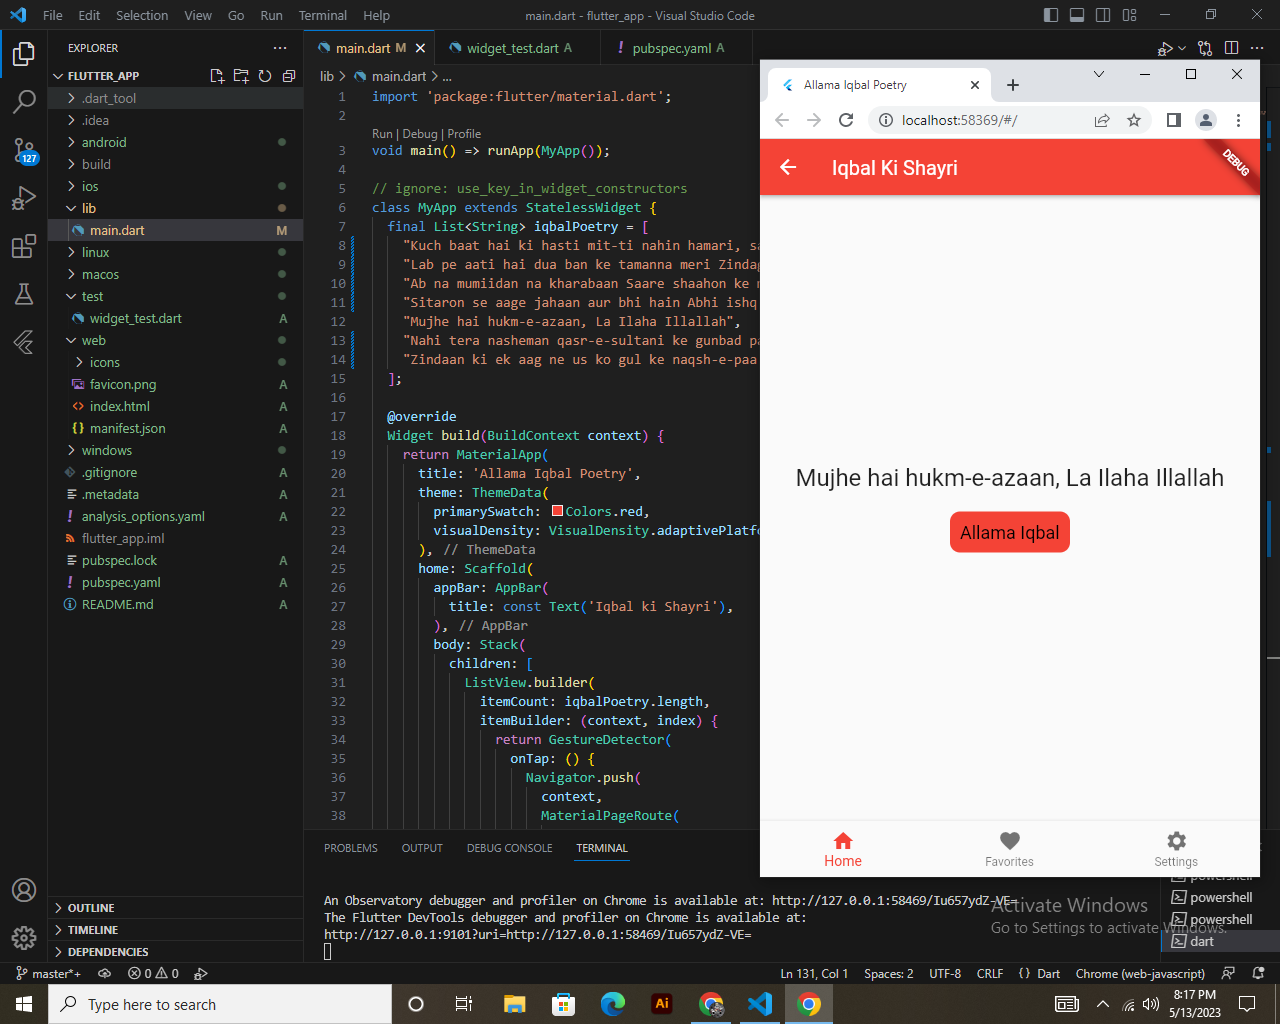 File Edit Selection View Go Run Terminal Help
main.dart - flutter_app - Visual Studio Code
EXPLORER
FLUTTER_APP
.dart_tool
.idea
android
build
ios
lib
main.dart M
linux
macos
test
widget_test.dart A
web
icons
favicon.png A
index.html A
manifest.json A
windows
.gitignore A
.metadata A
analysis_options.yaml A
flutter_app.iml
pubspec.lock A
pubspec.yaml A
README.md A
OUTLINE
TIMELINE
DEPENDENCIES
127
main.dart M
widget_test.dart A
pubspec.yaml A
lib > main.dart > ...
1 import 'package:flutter/material.dart';
2
Run | Debug | Profile
3 void main() => runApp(MyApp());
4
5 // ignore: use_key_in_widget_constructors
6 class MyApp extends StatelessWidget {
7 final List<String> iqbalPoetry = [
8 "Kuch baat hai ki hasti mit-ti nahin hamari,
9 "Lab pe aati hai dua ban ke tamanna meri
10 "Ab na mumiidan na kharabaan Saare shaahon ke
11 "Sitaron se aage jahaan aur bhi hain Abhi ishq
12 "Mujhe hai hukm-e-azaan, La Ilaha Illallah",
13 "Nahi tera nasheman qasr-e-sultani ke gunbad
14 "Zindaan ki ek aag ne us ko gul ke naqsh-e-paa
15 ];
16
17 @override
18 Widget build(BuildContext context) {
19 return MaterialApp(
20 title: 'Allama Iqbal Poetry',
21 theme: ThemeData(
22 primarySwatch: Colors.red,
23 visualDensity: VisualDensity.adaptivePlatfo
24 ), // ThemeData
25 home: Scaffold(
26 appBar: AppBar(
27 title: const Text('Iqbal ki Shayri'),
28 ), // AppBar
29 body: Stack(
30 children: [
31 ListView.builder(
32 itemCount: iqbalPoetry.length,
33 itemBuilder: (context, index) {
34 return GestureDetector(
35 onTap: () {
36 Navigator.push(
37 context,
38 MaterialPageRoute(
Allama Iqbal Poetry
localhost:58369/#/
Iqbal Ki Shayri
DEBUG
Mujhe hai hukm-e-azaan, La Ilaha Illallah
Allama Iqbal
Home
Favorites
Settings
PROBLEMS OUTPUT DEBUG CONSOLE TERMINAL
An Observatory debugger and profiler on Chrome is available at: http://127.0.0.1:58469/Iu657ydZ-VE=
The Flutter DevTools debugger and profiler on Chrome is available at:
http://127.0.0.1:9101?uri=http://127.0.0.1:58469/Iu657ydZ-VE=
powershell
powershell
powershell
dart
Activate Windows
Go to Settings to activate Windows.
master*+ 0 0
Ln 131, Col 1 Spaces: 2 UTF-8 CRLF {} Dart Chrome (web-javascript)
Type here to search
Ai
8:17 PM
5/13/2023